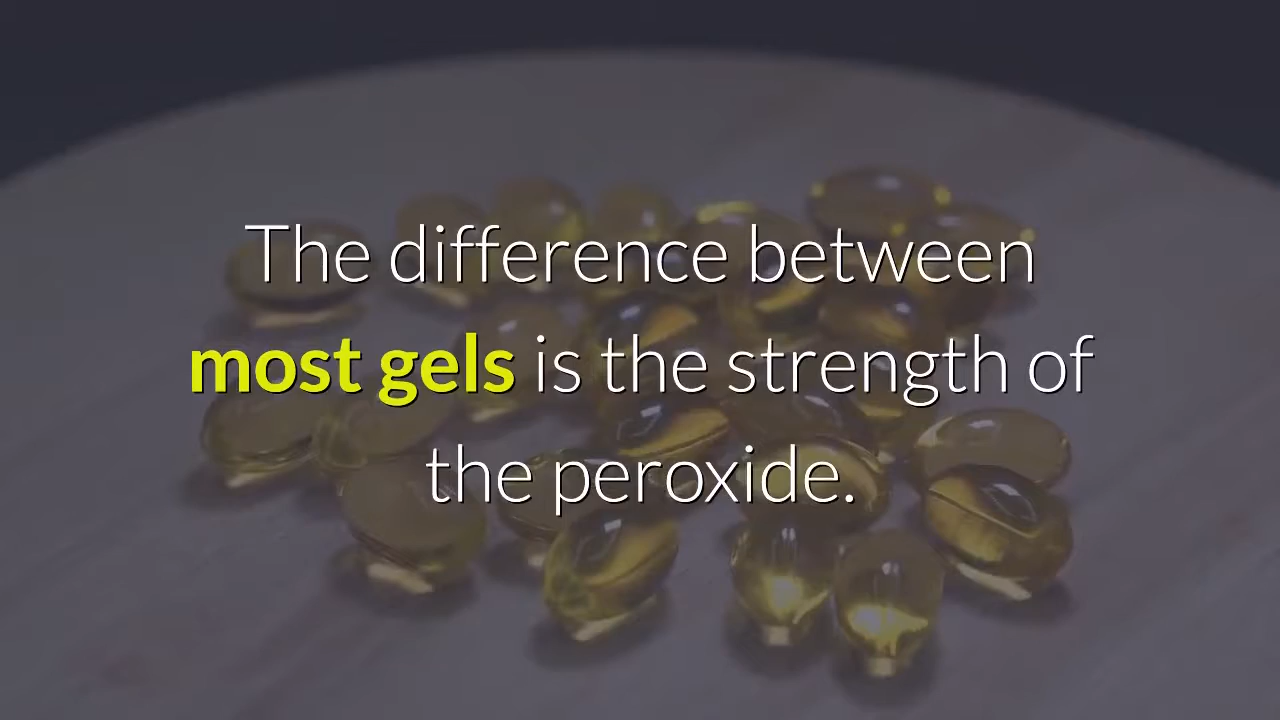 The difference between
most gels is the strength of
the peroxide.